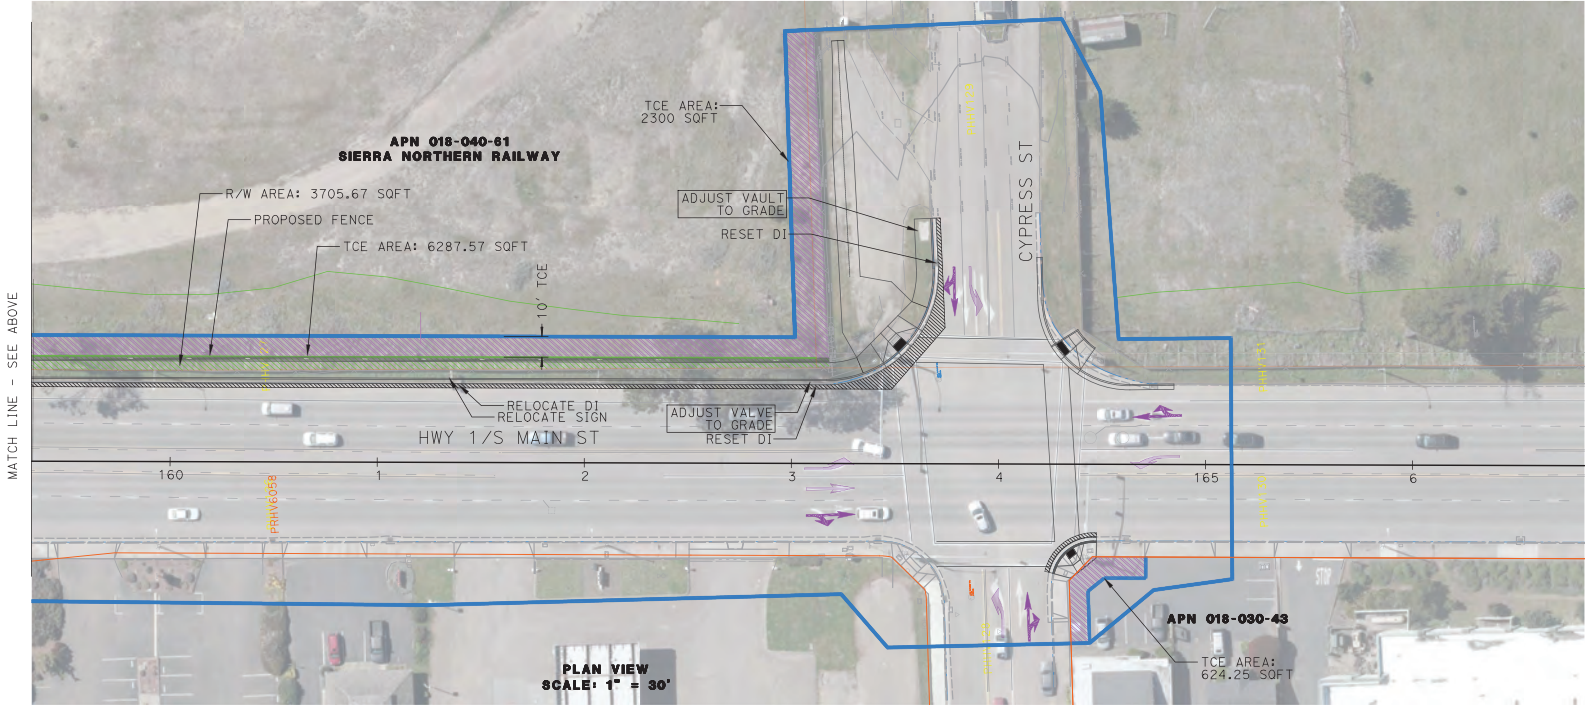 TCE AREA:
2300 SQFT
APN 018-040-61
SIERRA NORTHERN RAILWAY
R/W AREA: 3705.67 SQFT
PROPOSED FENCE
TCE AREA: 6287.57 SQFT
ADJUST VAULT
TO GRADE
RESET DI
CYPRESS ST
10' TCE
MATCH LINE - SEE ABOVE
RELOCATE DI
RELOCATE SIGN
HWY 1/S MAIN ST
ADJUST VALVE
TO GRADE
RESET DI
160
1
2
3
4
165
6
PRHV6058
STOP
APN 018-030-43
TCE AREA:
624.25 SQFT
PLAN VIEW
SCALE: 1" = 30'